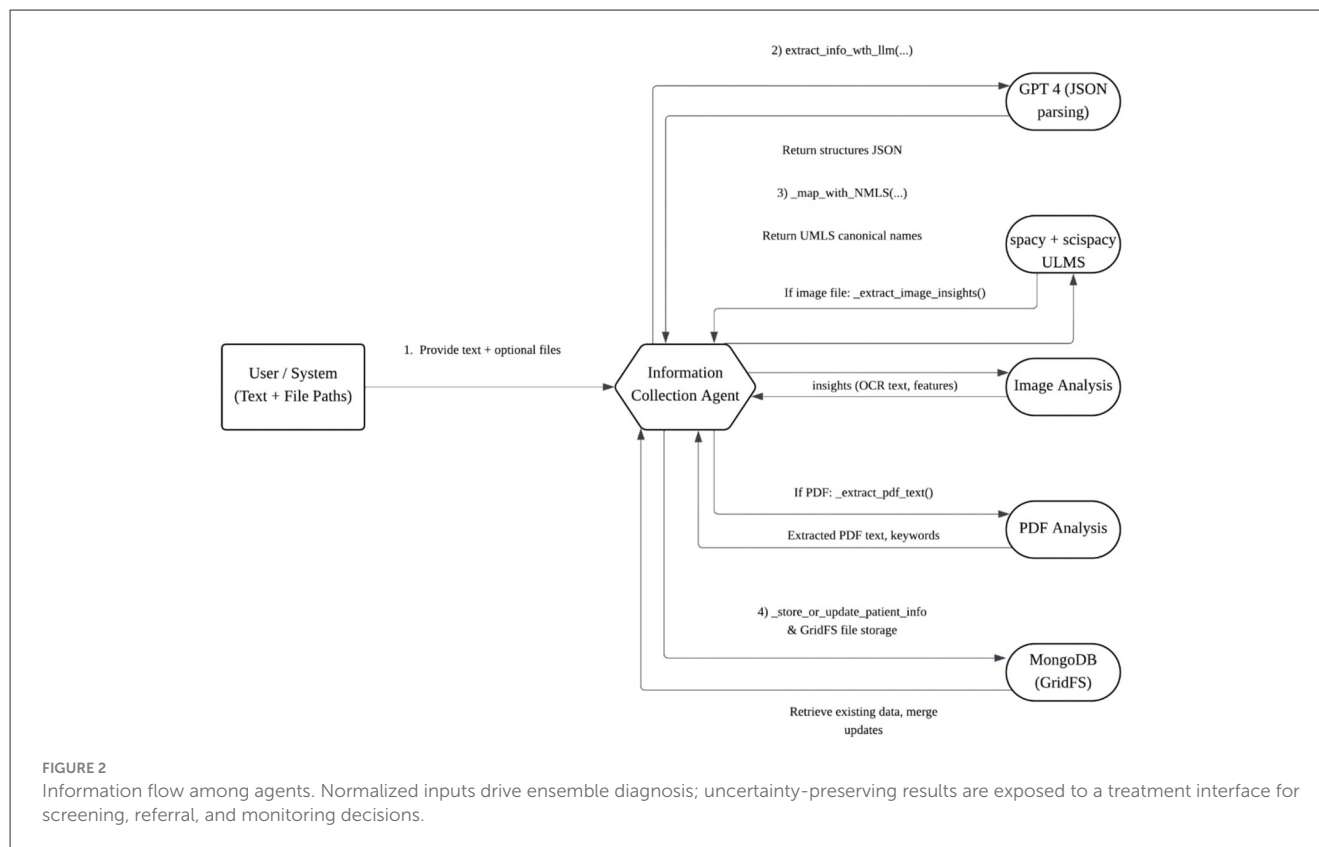 2) extract_info_wth_llm(...)
GPT 4 (JSON
parsing)
Return structures JSON
3) _map_with_NMLS(...)
Return UMLS canonical names
spacy + scispacy
ULMS
If image file: _extract_image_insights()
1. Provide text + optional files
User / System
(Text + File Paths)
Information
Collection Agent
insights (OCR text, features)
Image Analysis
If PDF: _extract_pdf_text()
PDF Analysis
Extracted PDF text, keywords
4) _store_or_update_patient_info
& GridFS file storage
MongoDB
(GridFS)
Retrieve existing data, merge
updates
FIGURE 2
Information flow among agents. Normalized inputs drive ensemble diagnosis; uncertainty-preserving results are exposed to a treatment interface for
screening, referral, and monitoring decisions.